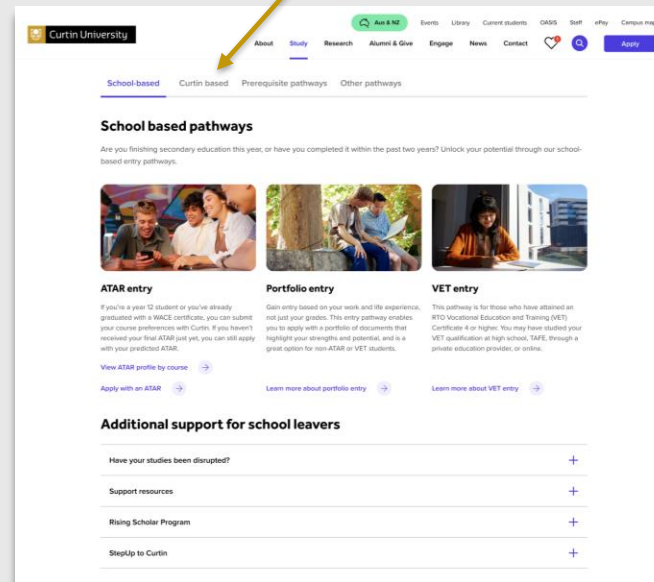 Curtin University
Aus & NZ Events Library Current students OASIS Staff ePay Campus map
About Study Research Alumni & Give Engage News Contact Apply
School-based Curtin based Prerequisite pathways Other pathways
School based pathways
Are you finishing secondary education this year, or have you completed it within the past two years? Unlock your potential through our school-
based entry pathways.
ATAR entry
If you're a year 12 student or you've already
graduated with a WACE certificate, you can submit
your course preferences with Curtin. If you haven't
received your final ATAR just yet, you can still apply
with your predicted ATAR.
View ATAR profile by course
Apply with an ATAR
Portfolio entry
Gain entry based on your work and life experience,
not just your grades. This entry pathway enables
you to apply with a portfolio of documents that
highlight your strengths and potential, and is a
great option for non-ATAR or VET students.
Learn more about portfolio entry
VET entry
This pathway is for those who have attained an
RTO Vocational Education and Training (VET)
Certificate 4 or higher. You may have studied your
VET qualification at high school, TAFE, through a
private education provider, or online.
Learn more about VET entry
Additional support for school leavers
Have your studies been disrupted?
Support resources
Rising Scholar Program
StepUp to Curtin